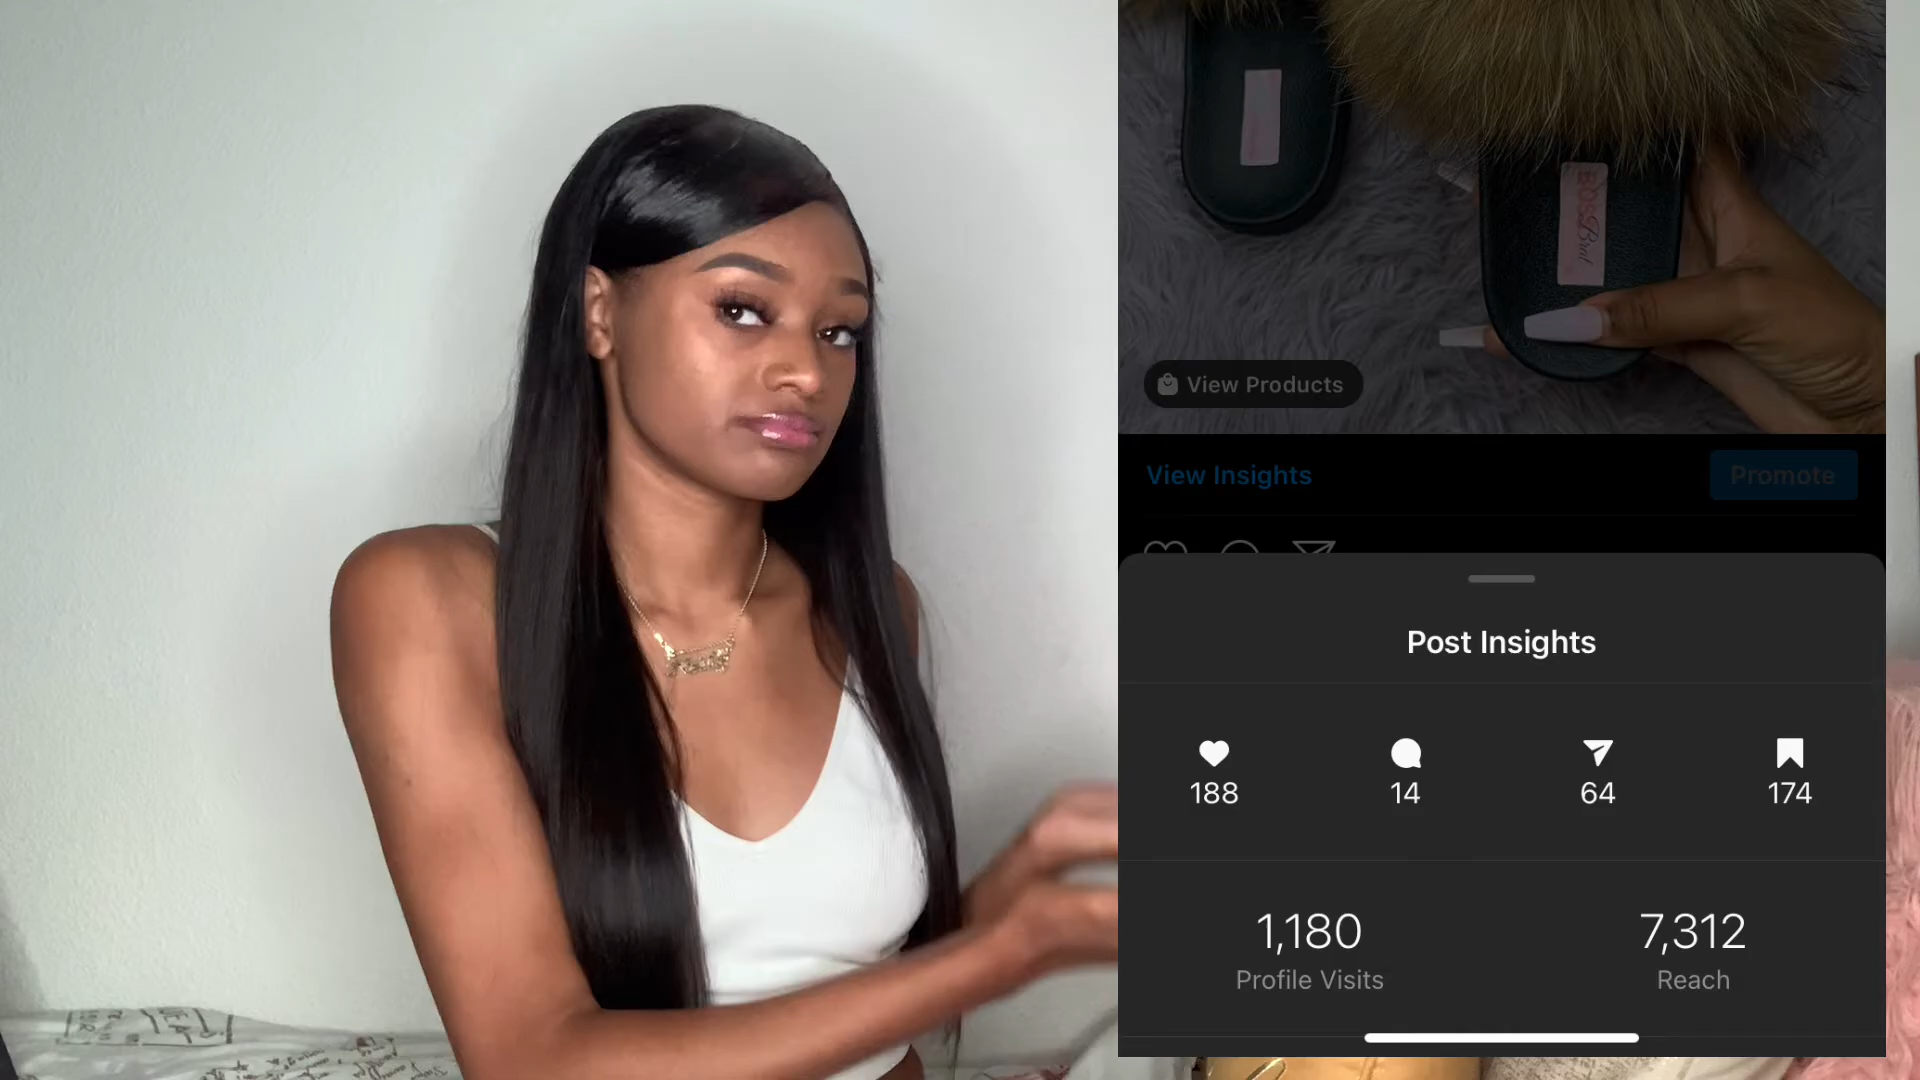 View Products
View Insights
Promote
Post Insights
188
14
64
174
1,180
7,312
Profile Visits
Reach